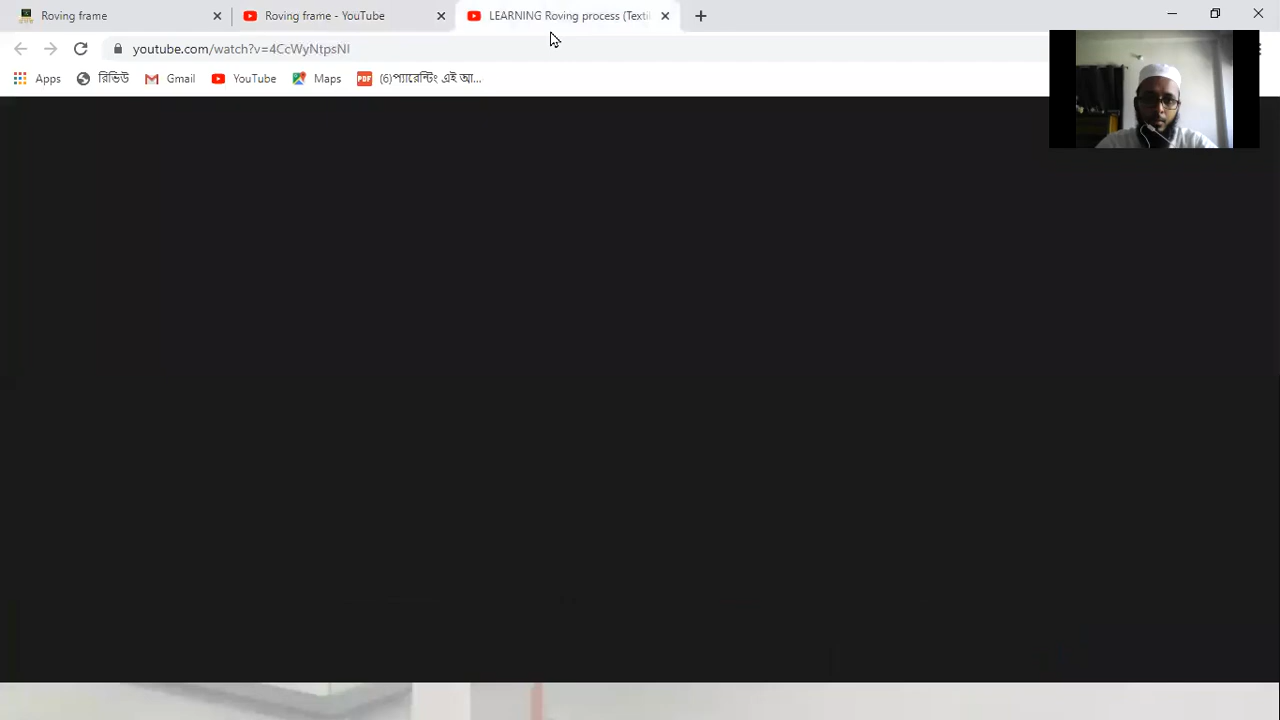 Roving frame
Roving frame - YouTube
LEARNING Roving process (Texti
youtube.com/watch?v=4CcWyNtpsNI
Apps
রিভিউ
Gmail
YouTube
Maps
PDF
(6)প্যারেন্টিং এই আ...